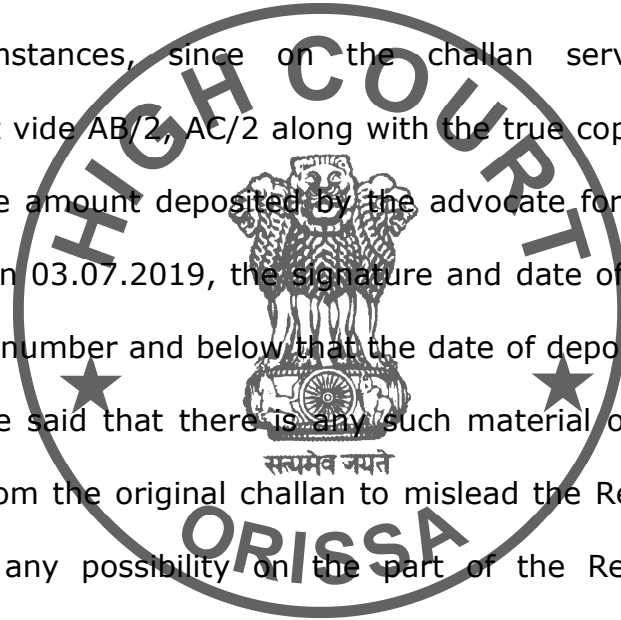 nstances, since on the challan serv
t vide AB/2, AC/2 along with the true cop
e amount deposited by the advocate for
n 03.07.2019, the signature and date of
number and below that the date of depo
e said that there is any such material o
om the original challan to mislead the Re
any possibility on the part of the Re
HIGH COURT
सत्यमेव जयते
ORISSA